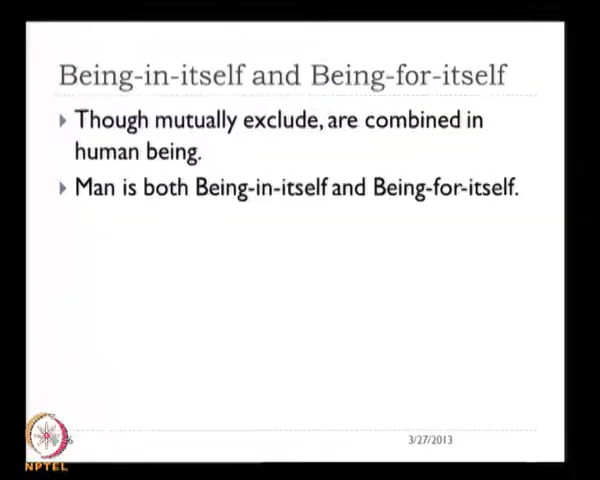 Being-in-itself and Being-for-itself
Though mutually exclude, are combined in
human being.
Man is both Being-in-itself and Being-for-itself.
3/27/2013
NPTEL